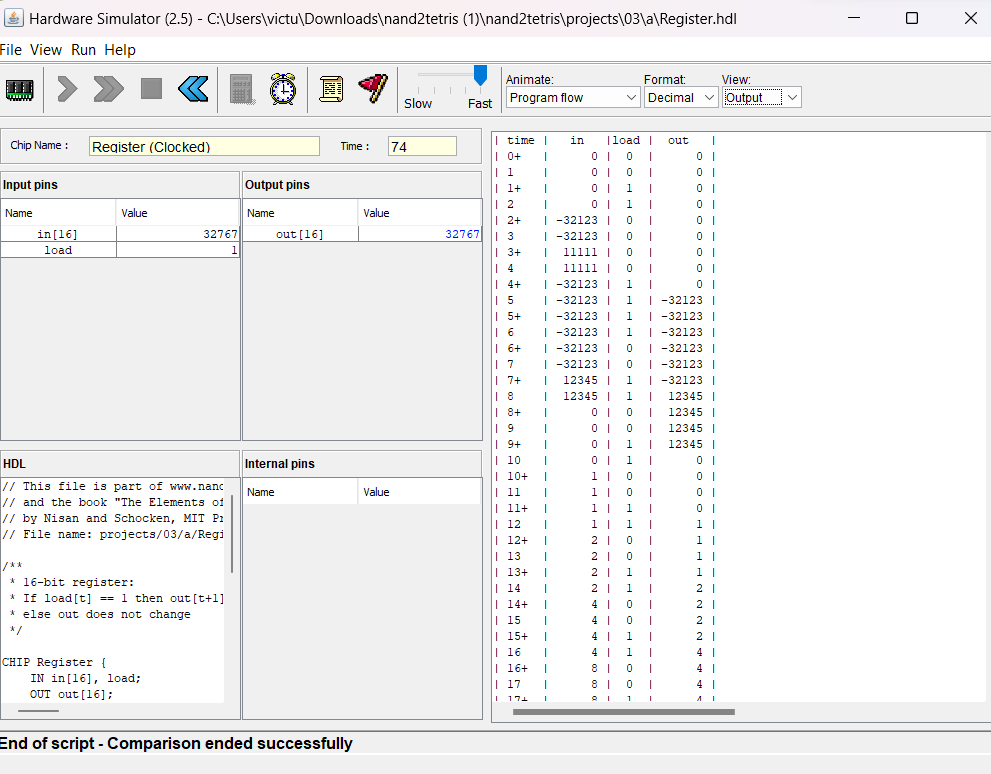 Hardware Simulator (2.5) - C:\Users\victu\Downloads\nand2tetris (1)\nand2tetris\projects\03\a\Register.hdl
File View Run Help
Slow Fast
Animate: Format: View:
Program flow Decimal Output
Chip Name : Register (Clocked) Time : 74
Input pins
Name Value
in[16] 32767
load 1
Output pins
Name Value
out[16] 32767
HDL
// This file is part of www.nand
// and the book "The Elements of
// by Nisan and Schocken, MIT Pr
// File name: projects/03/a/Regi
/**
* 16-bit register:
* If load[t] == 1 then out[t+1]
* else out does not change
*/
CHIP Register {
IN in[16], load;
OUT out[16];
Internal pins
Name Value
| time | in |load | out |
| 0+ | 0 | 0 | 0 |
| 1 | 0 | 0 | 0 |
| 1+ | 0 | 1 | 0 |
| 2 | 0 | 1 | 0 |
| 2+ | -32123 | 0 | 0 |
| 3 | -32123 | 0 | 0 |
| 3+ | 11111 | 0 | 0 |
| 4 | 11111 | 0 | 0 |
| 4+ | -32123 | 1 | 0 |
| 5 | -32123 | 1 | -32123 |
| 5+ | -32123 | 1 | -32123 |
| 6 | -32123 | 1 | -32123 |
| 6+ | -32123 | 0 | -32123 |
| 7 | -32123 | 0 | -32123 |
| 7+ | 12345 | 1 | -32123 |
| 8 | 12345 | 1 | 12345 |
| 8+ | 0 | 0 | 12345 |
| 9 | 0 | 0 | 12345 |
| 9+ | 0 | 1 | 12345 |
| 10 | 0 | 1 | 0 |
| 10+ | 1 | 0 | 0 |
| 11 | 1 | 0 | 0 |
| 11+ | 1 | 1 | 0 |
| 12 | 1 | 1 | 1 |
| 12+ | 2 | 0 | 1 |
| 13 | 2 | 0 | 1 |
| 13+ | 2 | 1 | 1 |
| 14 | 2 | 1 | 2 |
| 14+ | 4 | 0 | 2 |
| 15 | 4 | 0 | 2 |
| 15+ | 4 | 1 | 2 |
| 16 | 4 | 1 | 4 |
| 16+ | 8 | 0 | 4 |
| 17 | 8 | 0 | 4 |
| 17+ | 8 | 1 | 4 |
End of script - Comparison ended successfully